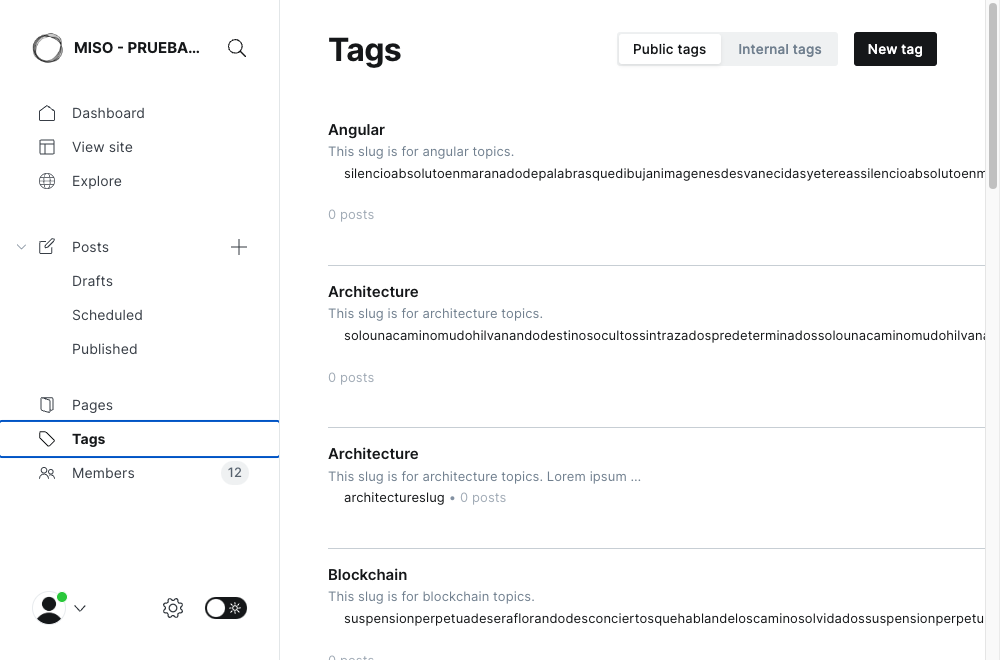 MISO - PRUEBA...
Dashboard
View site
Explore
Posts
Drafts
Scheduled
Published
Pages
Tags
Members 12
Tags
Public tags Internal tags New tag
Angular
This slug is for angular topics.
silencioabsolutoenmaranadodepalabrasquedibujanimagenesdesvanecidasyetereassilencioabsolutoenm
0 posts
Architecture
This slug is for architecture topics.
solounacaminomudohilvanandodestinosocultossintrazadospredeterminadossolounacaminomudohilvana
0 posts
Architecture
This slug is for architecture topics. Lorem ipsum ...
architectureslug • 0 posts
Blockchain
This slug is for blockchain topics.
suspensionperpetuadeseraflorandodesconciertosquehablandeloscaminosolvidadossuspensionperpetu
0 posts